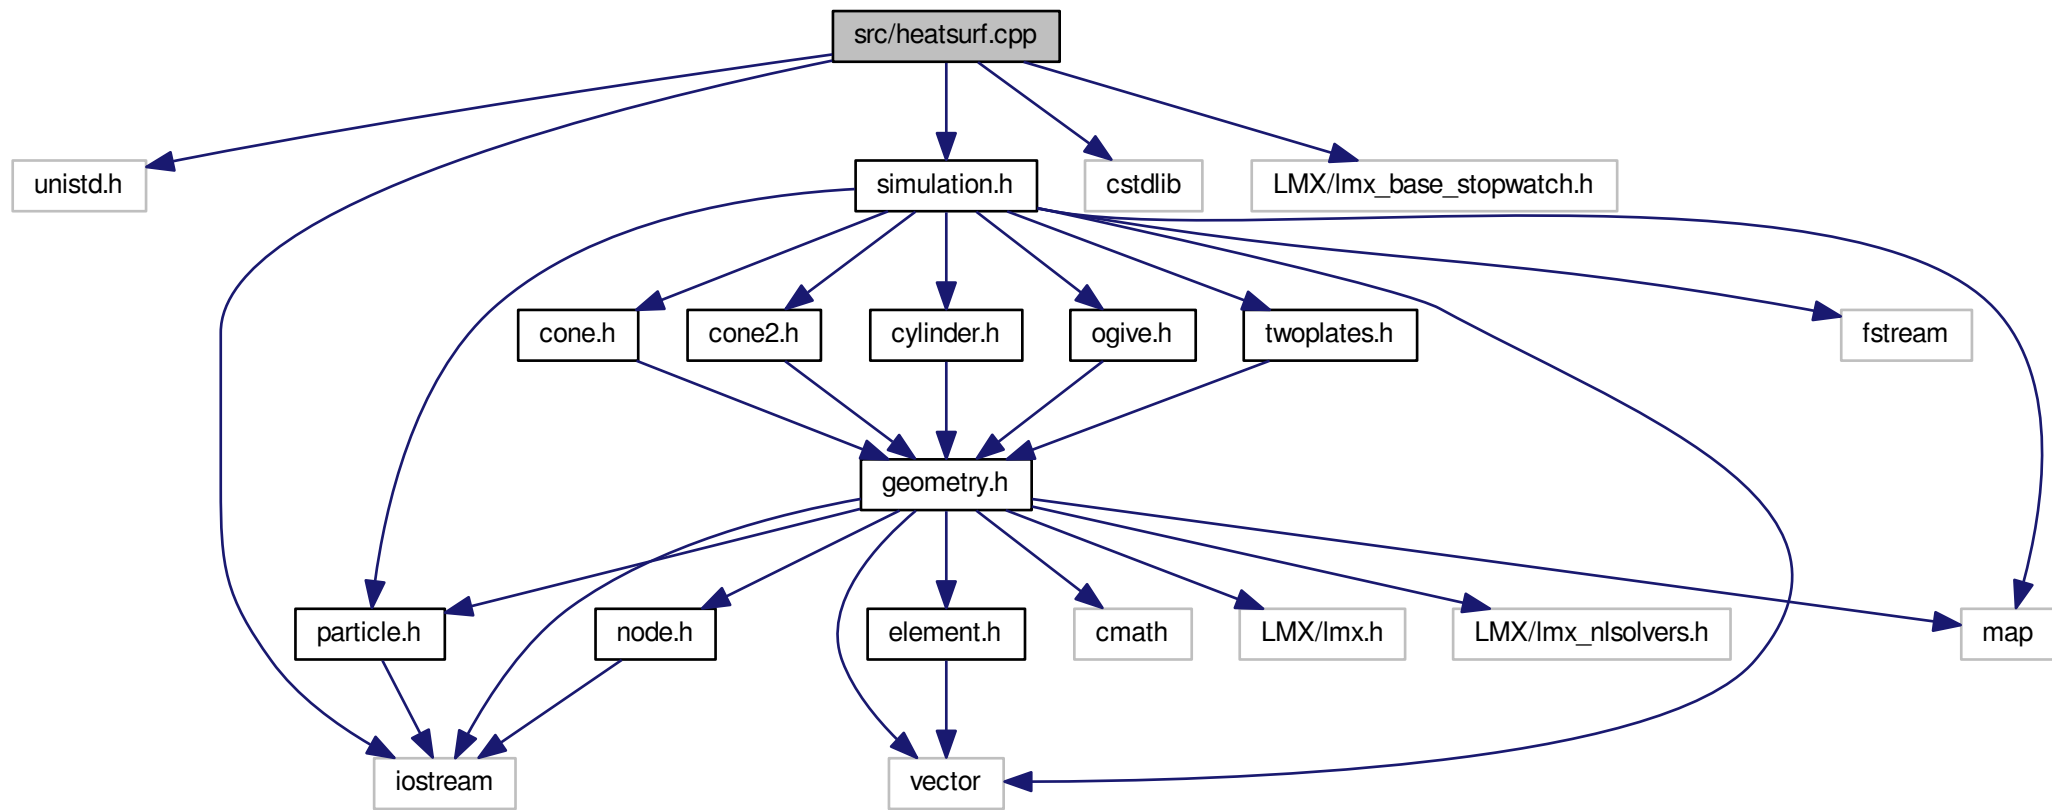 src/heatsurf.cpp
unistd.h
simulation.h
cstdlib
LMX/lmx_base_stopwatch.h
cone.h
cone2.h
cylinder.h
ogive.h
twoplates.h
fstream
geometry.h
particle.h
node.h
element.h
cmath
LMX/lmx.h
LMX/lmx_nlsolvers.h
map
iostream
vector